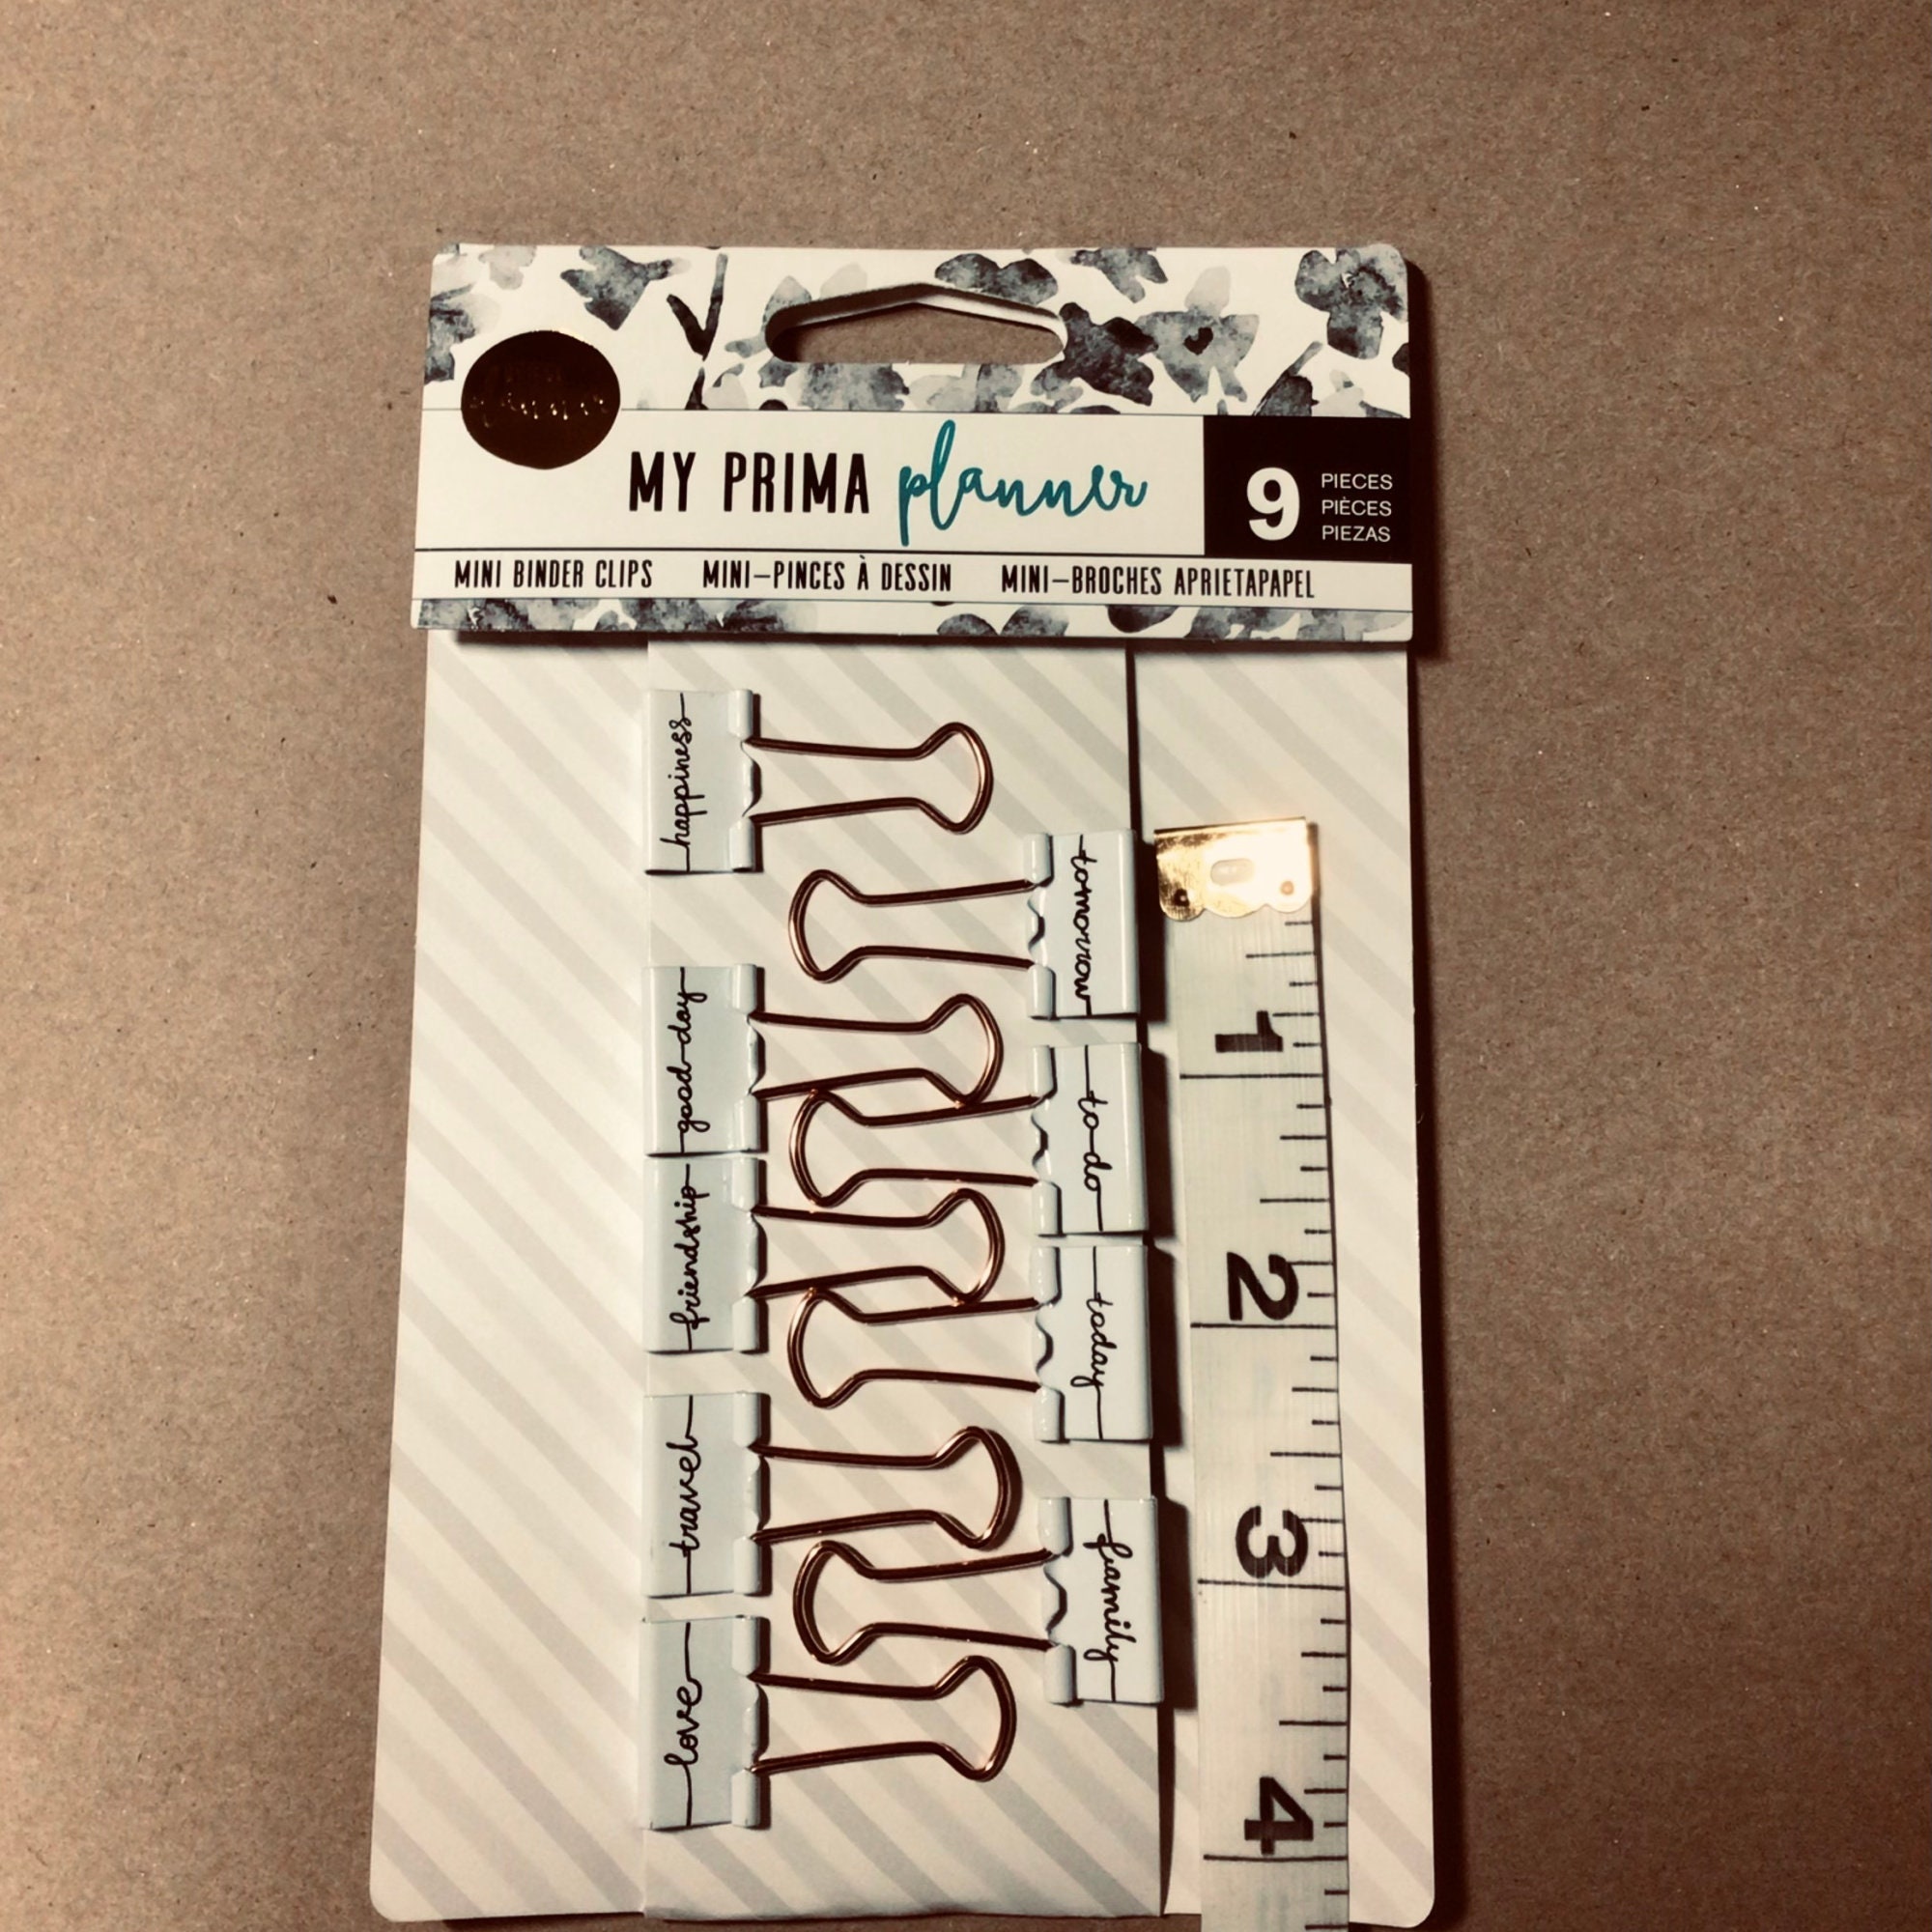 MY PRIMA planner
9
PIECES
PIÈCES
PIEZAS
MINI BINDER CLIPS
MINI-PINCES À DESSIN
MINI-BROCHES APRIETAPAPEL
happiness
tomorrow
good day
to do
friendship
today
travel
family
love
1
2
3
4